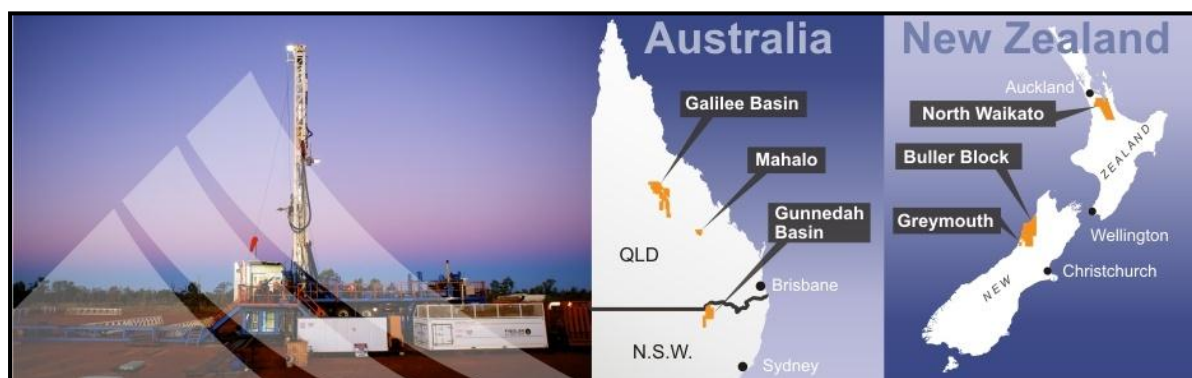 Australia
Galilee Basin
Mahalo
Gunnedah
Basin
QLD
Brisbane
N.S.W.
Sydney
New Zealand
Auckland
North Waikato
Buller Block
Greymouth
ZEALAND
Wellington
Christchurch
NEW